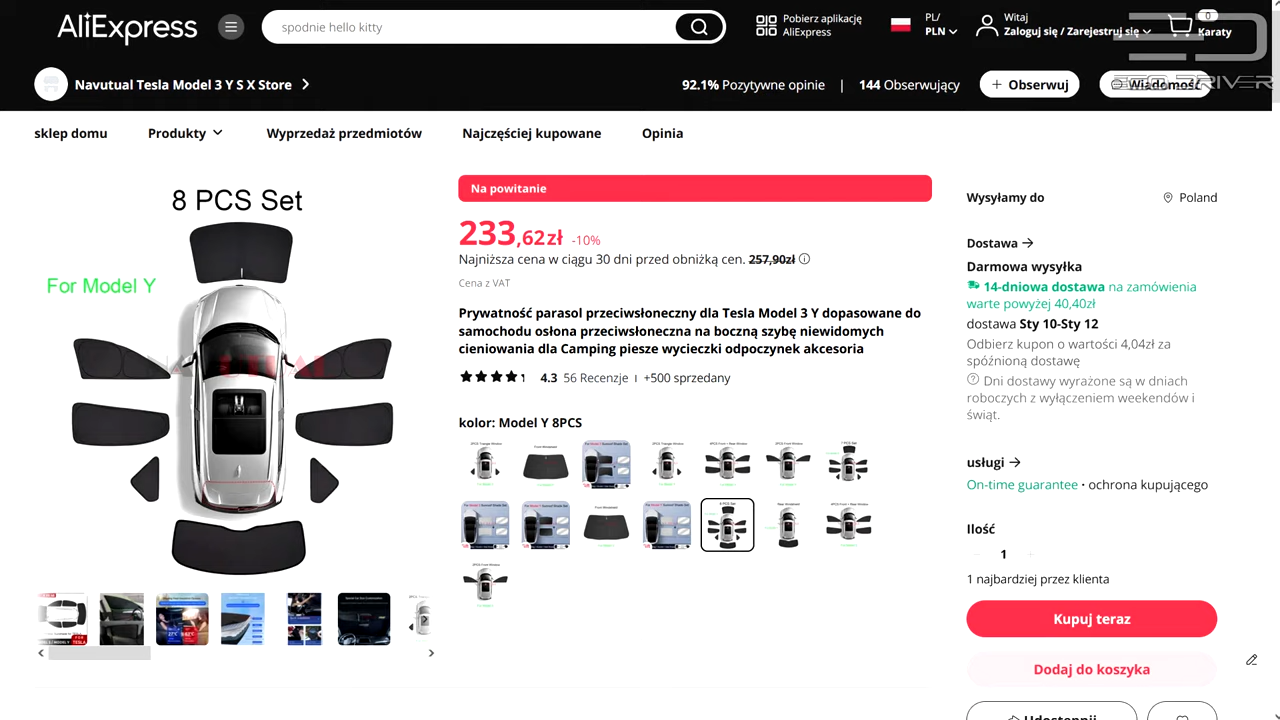 AliExpress
spodnie hello kitty
Pobierz aplikację
AliExpress
PL/
PLN
Witaj
Zaloguj się / Zarejestruj się
0
Karaty
Navutual Tesla Model 3 Y S X Store
92.1% Pozytywne opinie | 144 Obserwujący
+ Obserwuj
Wiadomość
sklep domu
Produkty
Wyprzedaż przedmiotów
Najczęściej kupowane
Opinia
8 PCS Set
For Model Y
Na powitanie
233,62zł -10%
Najniższa cena w ciągu 30 dni przed obniżką cen. 257,90zł
Cena z VAT
Prywatność parasol przeciwsłoneczny dla Tesla Model 3 Y dopasowane do
samochodu osłona przeciwsłoneczna na boczną szybę niewidomych
cieniowania dla Camping piesze wycieczki odpoczynek akcesoria
4.3 56 Recenzje | +500 sprzedany
kolor: Model Y 8PCS
Wysyłamy do
Poland
Dostawa
Darmowa wysyłka
14-dniowa dostawa na zamówienia
warte powyżej 40,40zł
dostawa Sty 10-Sty 12
Odbierz kupon o wartości 4,04zł za
spóźnioną dostawę
Dni dostawy wyrażone są w dniach
roboczych z wyłączeniem weekendów i
świąt.
usługi
On-time guarantee · ochrona kupującego
Ilość
1
1 najbardziej przez klienta
Kupuj teraz
Dodaj do koszyka
Udostępnij